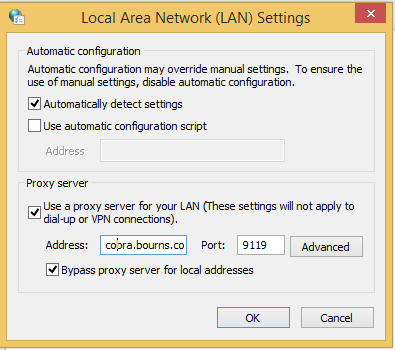 Local Area Network (LAN) Settings
Automatic configuration
Automatic configuration may override manual settings. To ensure the
use of manual settings, disable automatic configuration.
Automatically detect settings
Use automatic configuration script
Address
Proxy server
Use a proxy server for your LAN (These settings will not apply to
dial-up or VPN connections).
Address: cobra.bourns.co Port: 9119 Advanced
Bypass proxy server for local addresses
OK Cancel